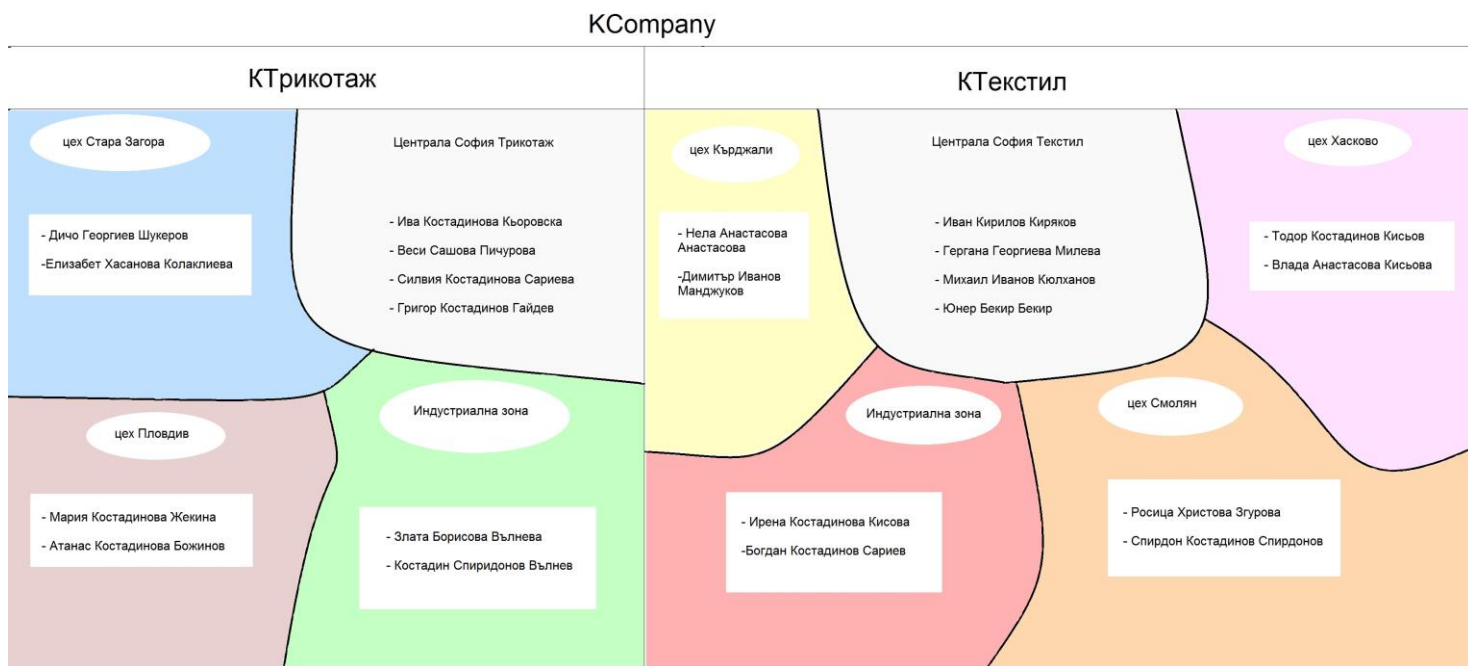 KCompany
КТрикотаж
КТекстил
цех Стара Загора
- Дичо Георгиев Шукеров
-Елизабет Хасанова Колаклиева
Централа София Трикотаж
- Ива Костадинова Кьоровска
- Веси Сашова Пичурова
- Силвия Костадинова Сариева
- Григор Костадинов Гайдев
цех Кърджали
- Нела Анастасова
Анастасова
-Димитър Иванов
Манджуков
Централа София Текстил
- Иван Кирилов Киряков
- Гергана Георгиева Милева
- Михаил Иванов Кюлханов
- Юнер Бекир Бекир
цех Хасково
- Тодор Костадинов Кисьов
- Влада Анастасова Кисьова
цех Пловдив
- Мария Костадинова Жекина
- Атанас Костадинова Божинов
Индустриална зона
- Злата Борисова Вълнева
- Костадин Спиридонов Вълнев
Индустриална зона
- Ирена Костадинова Кисова
-Богдан Костадинов Сариев
цех Смолян
- Росица Христова Згурова
- Спирдон Костадинов Спирдонов